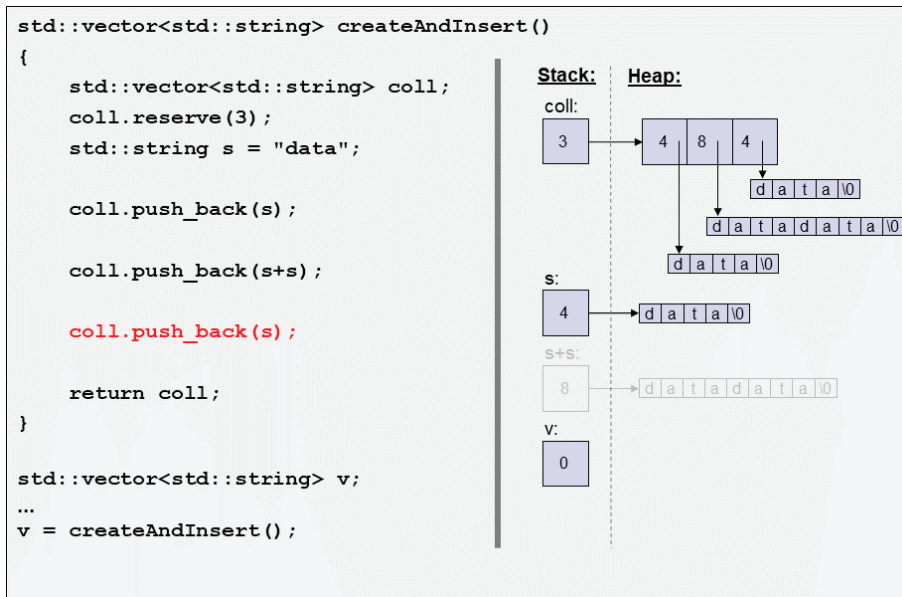 std::vector<std::string> createAndInsert()
{
std::vector<std::string> coll;
coll.reserve(3);
std::string s = "data";
coll.push_back(s);
coll.push_back(s+s);
coll.push_back(s);
return coll;
}
std::vector<std::string> v;
...
v = createAndInsert();
Stack: Heap:
coll:
3 4 8 4
d a t a \0
d a t a d a t a \0
d a t a \0
s:
4 d a t a \0
s+s:
8 d a t a d a t a \0
v:
0